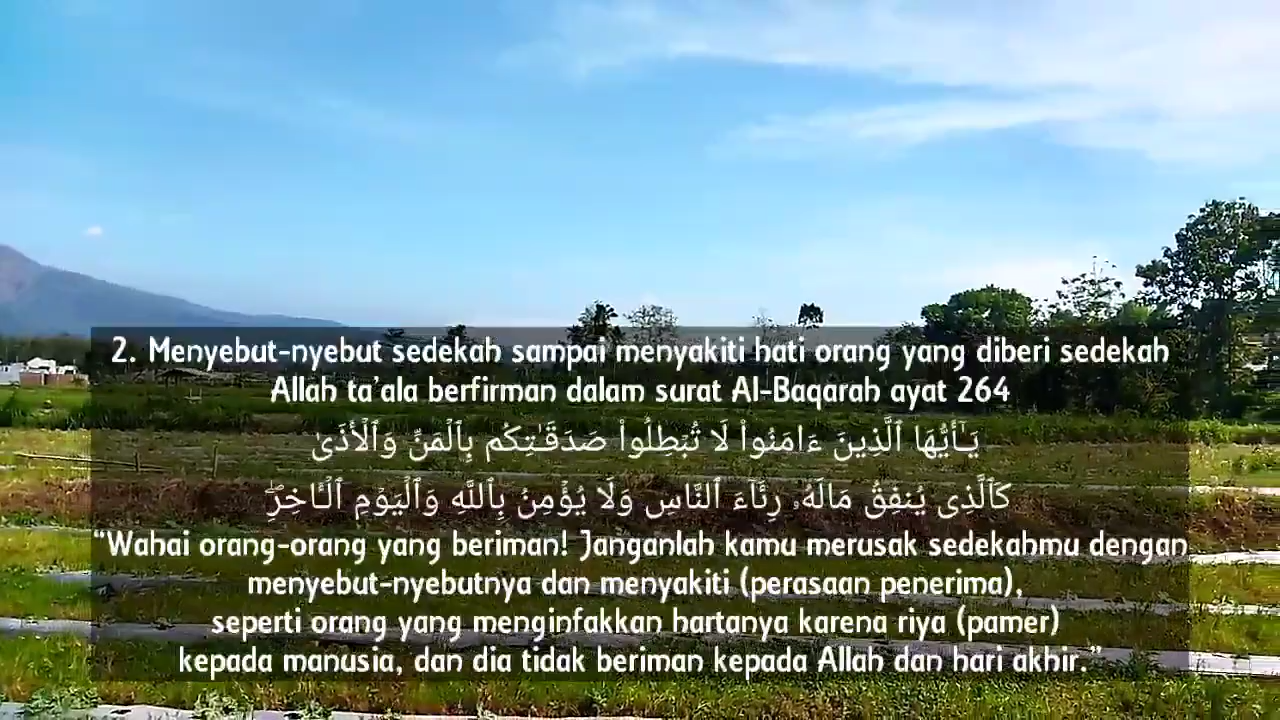 2. Menyebut-nyebut sedekah sampai menyakiti hati orang yang diberi sedekah
Allah ta'ala berfirman dalam surat Al-Baqarah ayat 264
يَـٰٓأَيُّهَا ٱلَّذِينَ ءَامَنُوا۟ لَا تُبْطِلُوا۟ صَدَقَـٰتِكُم بِٱلْمَنِّ وَٱلْأَذَىٰ
كَٱلَّذِى يُنفِقُ مَالَهُۥ رِئَآءَ ٱلنَّاسِ وَلَا يُؤْمِنُ بِٱللَّهِ وَٱلْيَوْمِ ٱلْـَٔاخِرِۖ
“Wahai orang-orang yang beriman! Janganlah kamu merusak sedekahmu dengan
menyebut-nyebutnya dan menyakiti (perasaan penerima),
seperti orang yang menginfakkan hartanya karena riya (pamer)
kepada manusia, dan dia tidak beriman kepada Allah dan hari akhir.”